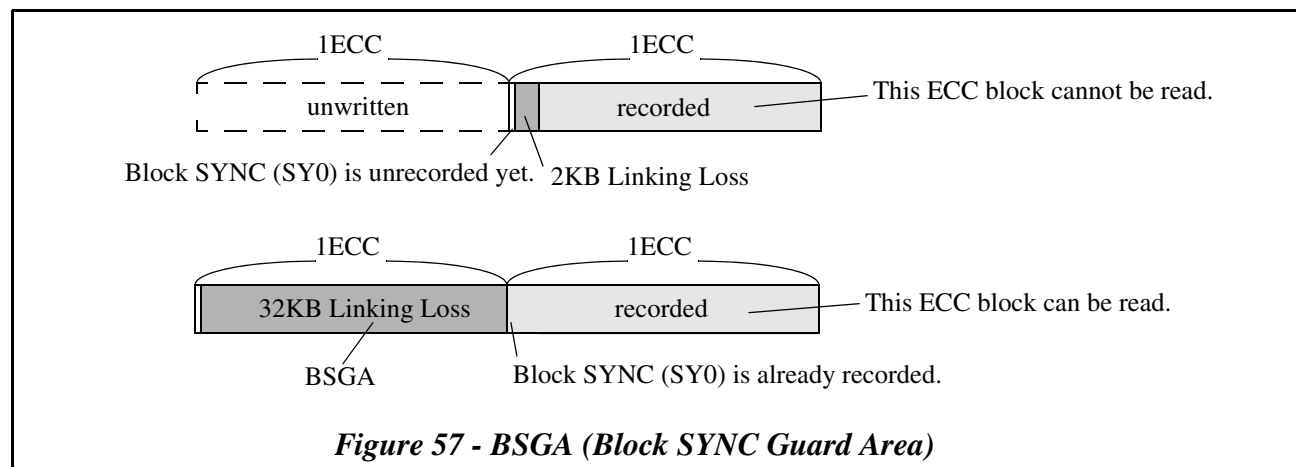 1ECC 1ECC
unwritten recorded This ECC block cannot be read.
Block SYNC (SY0) is unrecorded yet. 2KB Linking Loss
1ECC 1ECC
32KB Linking Loss recorded This ECC block can be read.
BSGA Block SYNC (SY0) is already recorded.
Figure 57 - BSGA (Block SYNC Guard Area)